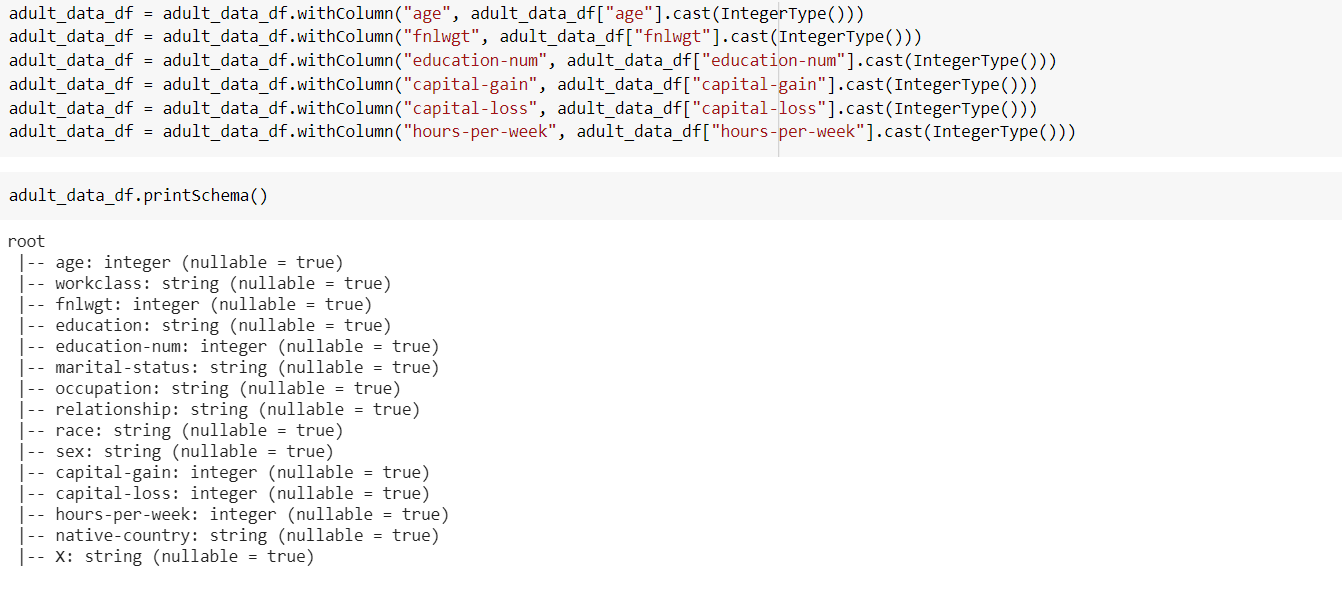 adult_data_df = adult_data_df.withColumn("age", adult_data_df["age"].cast(IntegerType()))
adult_data_df = adult_data_df.withColumn("fnlwgt", adult_data_df["fnlwgt"].cast(IntegerType()))
adult_data_df = adult_data_df.withColumn("education-num", adult_data_df["education-num"].cast(IntegerType()))
adult_data_df = adult_data_df.withColumn("capital-gain", adult_data_df["capital-gain"].cast(IntegerType()))
adult_data_df = adult_data_df.withColumn("capital-loss", adult_data_df["capital-loss"].cast(IntegerType()))
adult_data_df = adult_data_df.withColumn("hours-per-week", adult_data_df["hours-per-week"].cast(IntegerType()))
adult_data_df.printSchema()
root
 |-- age: integer (nullable = true)
 |-- workclass: string (nullable = true)
 |-- fnlwgt: integer (nullable = true)
 |-- education: string (nullable = true)
 |-- education-num: integer (nullable = true)
 |-- marital-status: string (nullable = true)
 |-- occupation: string (nullable = true)
 |-- relationship: string (nullable = true)
 |-- race: string (nullable = true)
 |-- sex: string (nullable = true)
 |-- capital-gain: integer (nullable = true)
 |-- capital-loss: integer (nullable = true)
 |-- hours-per-week: integer (nullable = true)
 |-- native-country: string (nullable = true)
 |-- X: string (nullable = true)